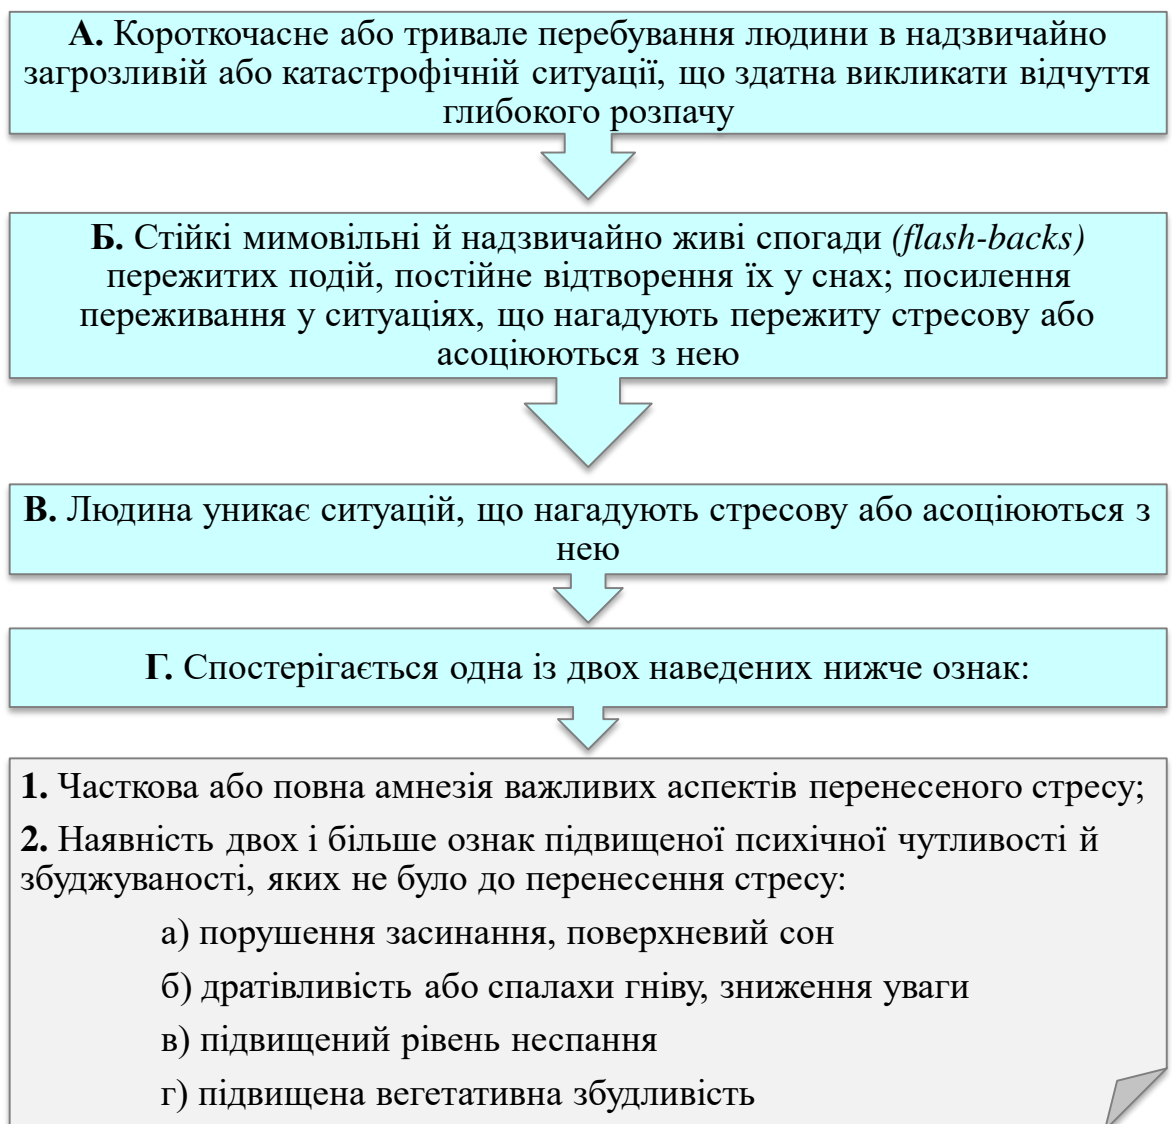 А. Короткочасне або тривале перебування людини в надзвичайно
загрозливій або катастрофічній ситуації, що здатна викликати відчуття
глибокого розпачу
Б. Стійкі мимовільні й надзвичайно живі спогади (flash-backs)
пережитих подій, постійне відтворення їх у снах; посилення
переживання у ситуаціях, що нагадують пережиту стресову або
асоціюються з нею
В. Людина уникає ситуацій, що нагадують стресову або асоціюються з
нею
Г. Спостерігається одна із двох наведених нижче ознак:
1. Часткова або повна амнезія важливих аспектів перенесеного стресу;
2. Наявність двох і більше ознак підвищеної психічної чутливості й
збуджуваності, яких не було до перенесення стресу:
а) порушення засинання, поверхневий сон
б) дратівливість або спалахи гніву, зниження уваги
в) підвищений рівень неспання
г) підвищена вегетативна збудливість